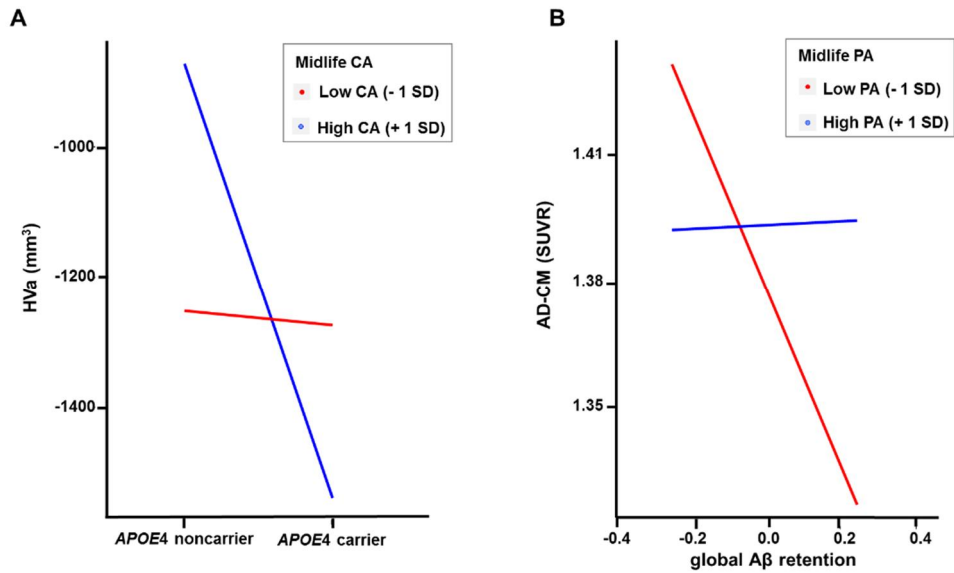 A
Midlife CA
Low CA (- 1 SD)
High CA (+ 1 SD)
HVa (mm³)
-1000
-1200
-1400
APOE4 noncarrier
APOE4 carrier
B
Midlife PA
Low PA (- 1 SD)
High PA (+ 1 SD)
AD-CM (SUVR)
1.41
1.38
1.35
-0.4
-0.2
0.0
0.2
0.4
global Aβ retention